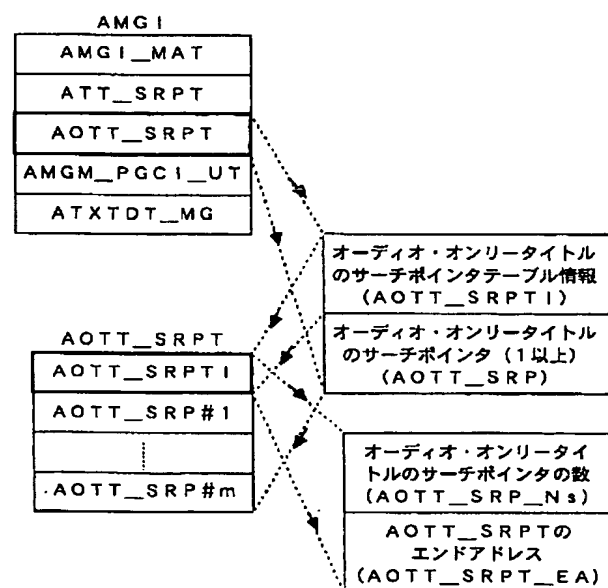 AMGI
AMGI_MAT
ATT_SRPT
AOTT_SRPT
AMGM_PGCI_UT
ATXTDT_MG
オーディオ・オンリータイトル
のサーチポインタテーブル情報
(AOTT_SRPTI)
オーディオ・オンリータイトル
のサーチポインタ(1以上)
(AOTT_SRP)
AOTT_SRPT
AOTT_SRPTI
AOTT_SRP#1
AOTT_SRP#m
オーディオ・オンリータイ
トルのサーチポインタの数
(AOTT_SRP_Ns)
AOTT_SRPTの
エンドアドレス
(AOTT_SRPT_EA)